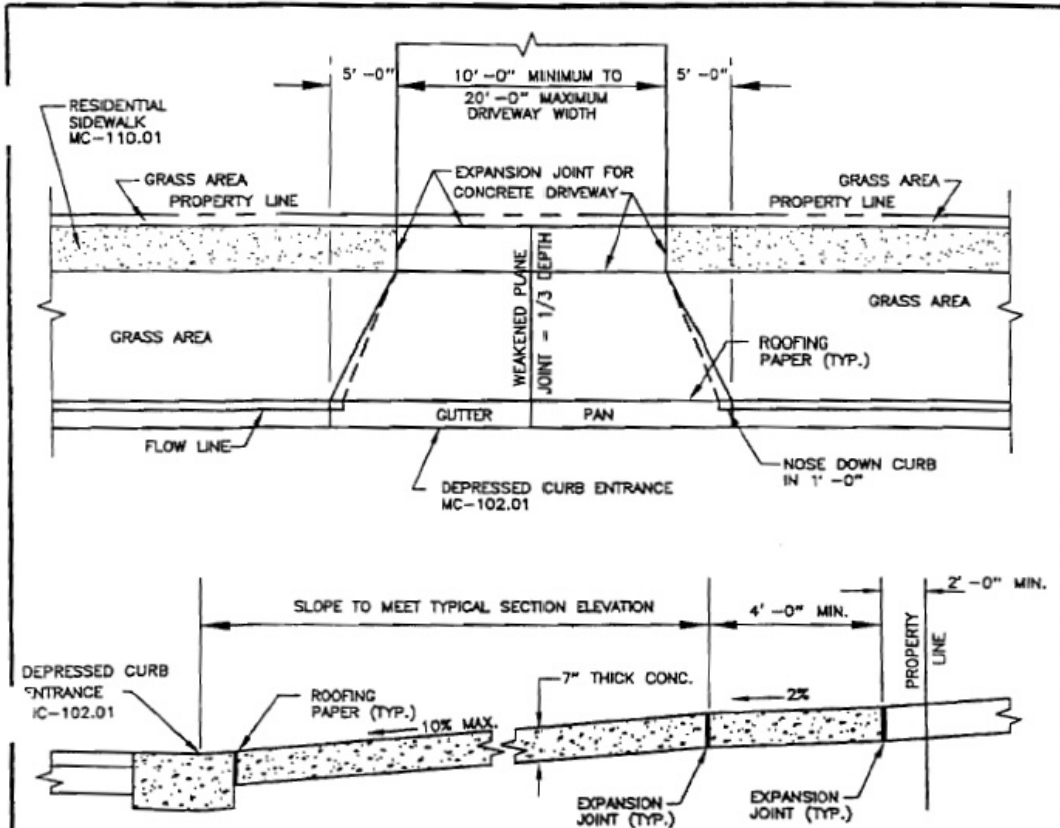 5' -0"
10' -0" MINIMUM TO
20' -0" MAXIMUM
DRIVEWAY WIDTH
5' -0"
RESIDENTIAL
SIDEWALK
MC-110.01
GRASS AREA
PROPERTY LINE
EXPANSION JOINT FOR
CONCRETE DRIVEWAY
GRASS AREA
PROPERTY LINE
GRASS AREA
WEAKENED PLANE
JOINT = 1/3 DEPTH
GRASS AREA
ROOFING
PAPER (TYP.)
GUTTER PAN
FLOW LINE
DEPRESSED CURB ENTRANCE
MC-102.01
NOSE DOWN CURB
IN 1' -0"
SLOPE TO MEET TYPICAL SECTION ELEVATION
4' -0" MIN.
2' -0" MIN.
PROPERTY
LINE
DEPRESSED CURB
ENTRANCE
IC-102.01
ROOFING
PAPER (TYP.)
10% MAX.
7" THICK CONC.
2%
EXPANSION
JOINT (TYP.)
EXPANSION
JOINT (TYP.)